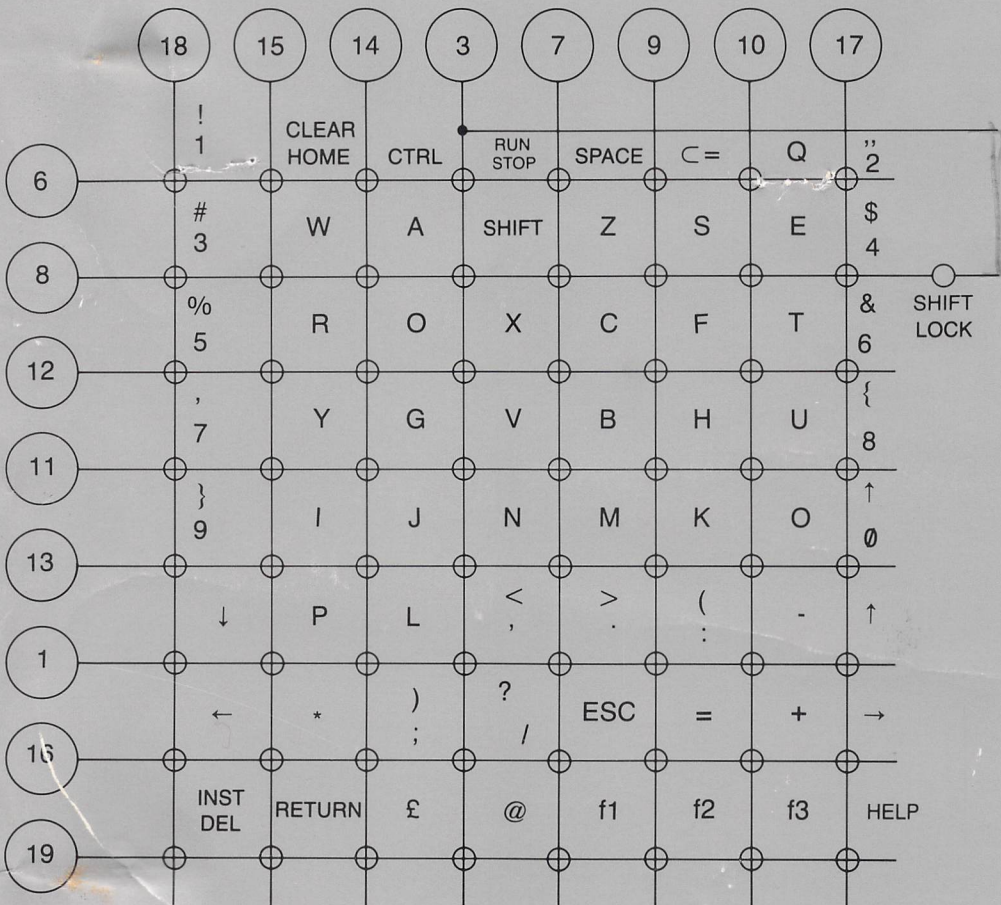 18 15 14 3 7 9 10 17
! CLEAR RUN
1 HOME CTRL STOP SPACE ⊂= Q ,, 2
6
# $
3 W A SHIFT Z S E 4
8
% & SHIFT
5 R O X C F T 6 LOCK
12
' {
7 Y G V B H U 8
11
} ↑
9 I J N M K O Ø
13
↓ P L < , > . ( : - ↑
1
← * ) ; ? / ESC = + →
16
INST
DEL RETURN £ @ f1 f2 f3 HELP
19